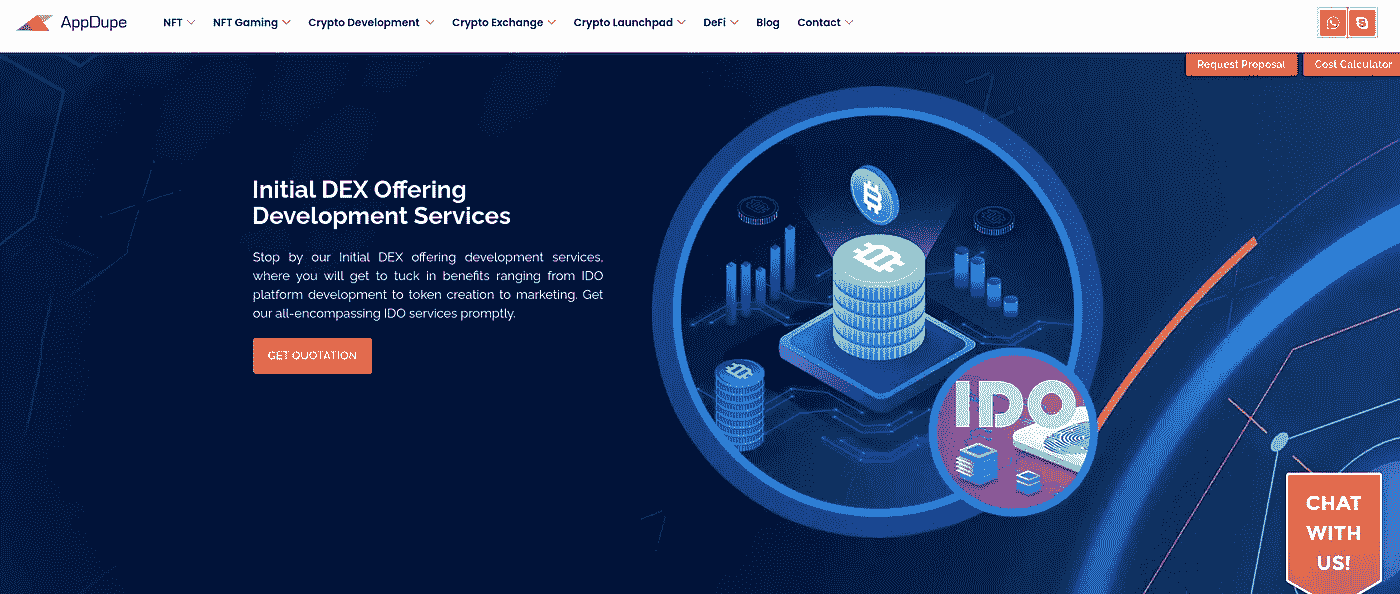 AppDupe
NFT
NFT Gaming
Crypto Development
Crypto Exchange
Crypto Launchpad
DeFi
Blog
Contact
Request Proposal
Cost Calculator
Initial DEX Offering
Development Services
Stop by our Initial DEX offering development services,
where you will get to tuck in benefits ranging from IDO
platform development to token creation to marketing. Get
our all-encompassing IDO services promptly.
GET QUOTATION
IDO
CHAT
WITH
US!